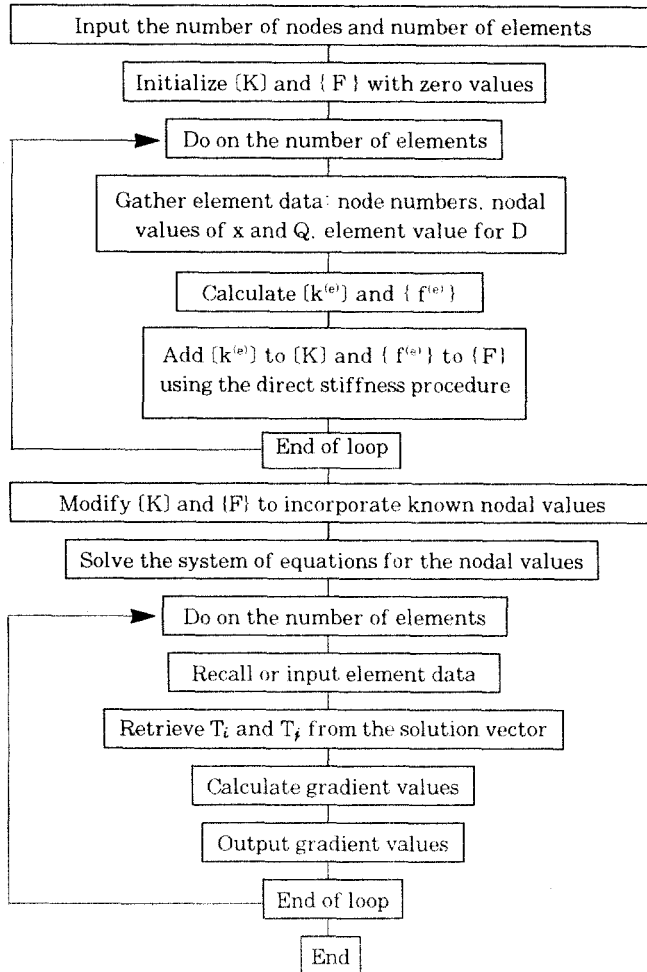 Input the number of nodes and number of elements
Initialize [K] and { F } with zero values
Do on the number of elements
Gather element data: node numbers, nodal
values of x and Q, element value for D
Calculate [k(e)] and { f(e) }
Add [k(e)] to [K] and { f(e) } to {F}
using the direct stiffness procedure
End of loop
Modify [K] and {F} to incorporate known nodal values
Solve the system of equations for the nodal values
Do on the number of elements
Recall or input element data
Retrieve Ti and Tj from the solution vector
Calculate gradient values
Output gradient values
End of loop
End